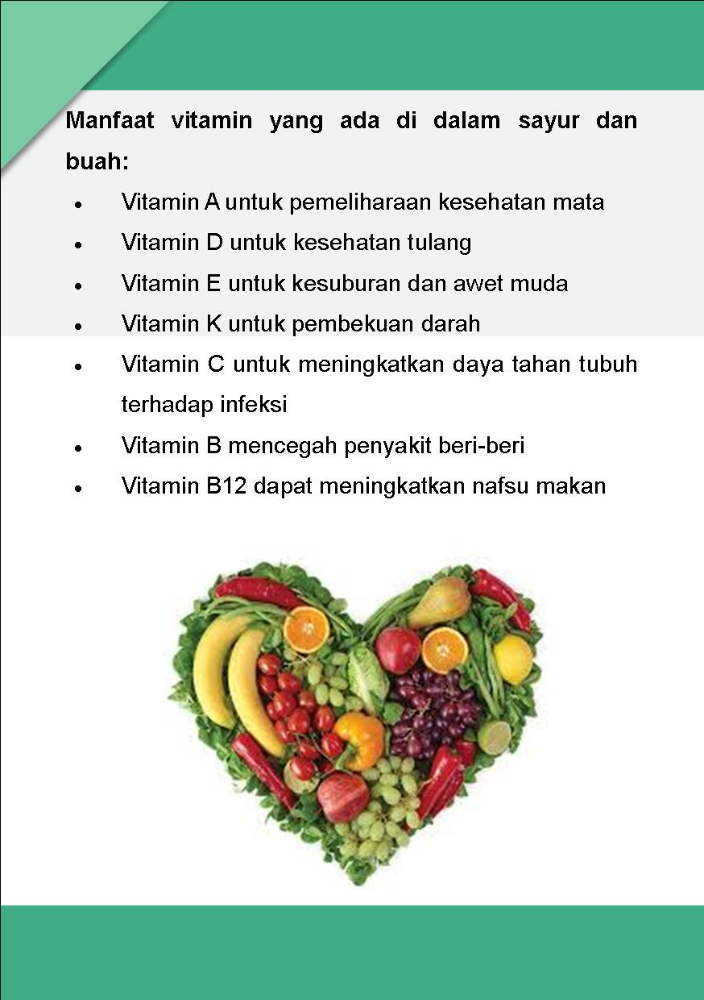 Manfaat vitamin yang ada di dalam sayur dan
buah:
• Vitamin A untuk pemeliharaan kesehatan mata
• Vitamin D untuk kesehatan tulang
• Vitamin E untuk kesuburan dan awet muda
• Vitamin K untuk pembekuan darah
• Vitamin C untuk meningkatkan daya tahan tubuh
terhadap infeksi
• Vitamin B mencegah penyakit beri-beri
• Vitamin B12 dapat meningkatkan nafsu makan